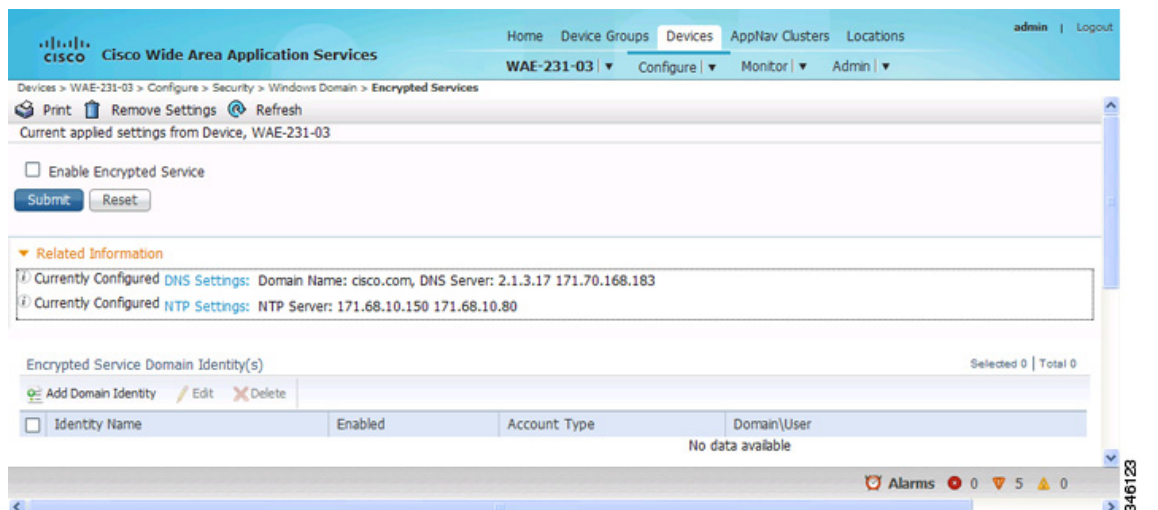 Home Device Groups Devices AppNav Clusters Locations
admin | Logout
CISCO Cisco Wide Area Application Services
WAE-231-03 Configure Monitor Admin
Devices > WAE-231-03 > Configure > Security > Windows Domain > Encrypted Services
Print Remove Settings Refresh
Current applied settings from Device, WAE-231-03
Enable Encrypted Service
Submit Reset
Related Information
Currently Configured DNS Settings: Domain Name: cisco.com, DNS Server: 2.1.3.17 171.70.168.183
Currently Configured NTP Settings: NTP Server: 171.68.10.150 171.68.10.80
Encrypted Service Domain Identity(s)
Selected 0 | Total 0
Add Domain Identity Edit Delete
Identity Name Enabled Account Type Domain\User
No data available
Alarms 0 5 0
346123